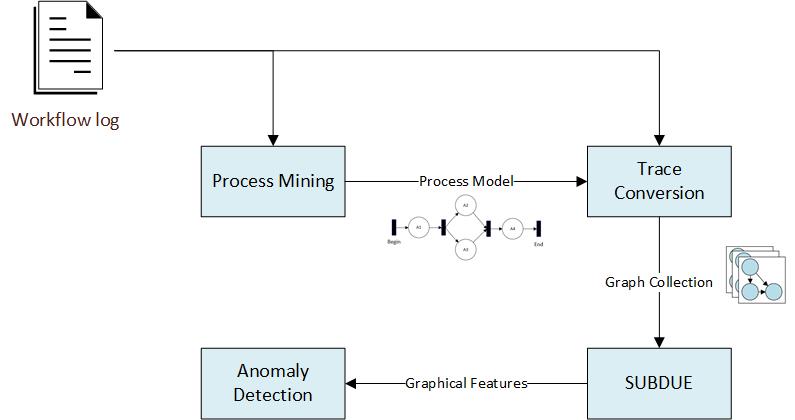 Workflow log
Process Mining
Process Model
Trace
Conversion
A1
A2
A3
A4
Begin
End
Graph Collection
Anomaly
Detection
Graphical Features
SUBDUE